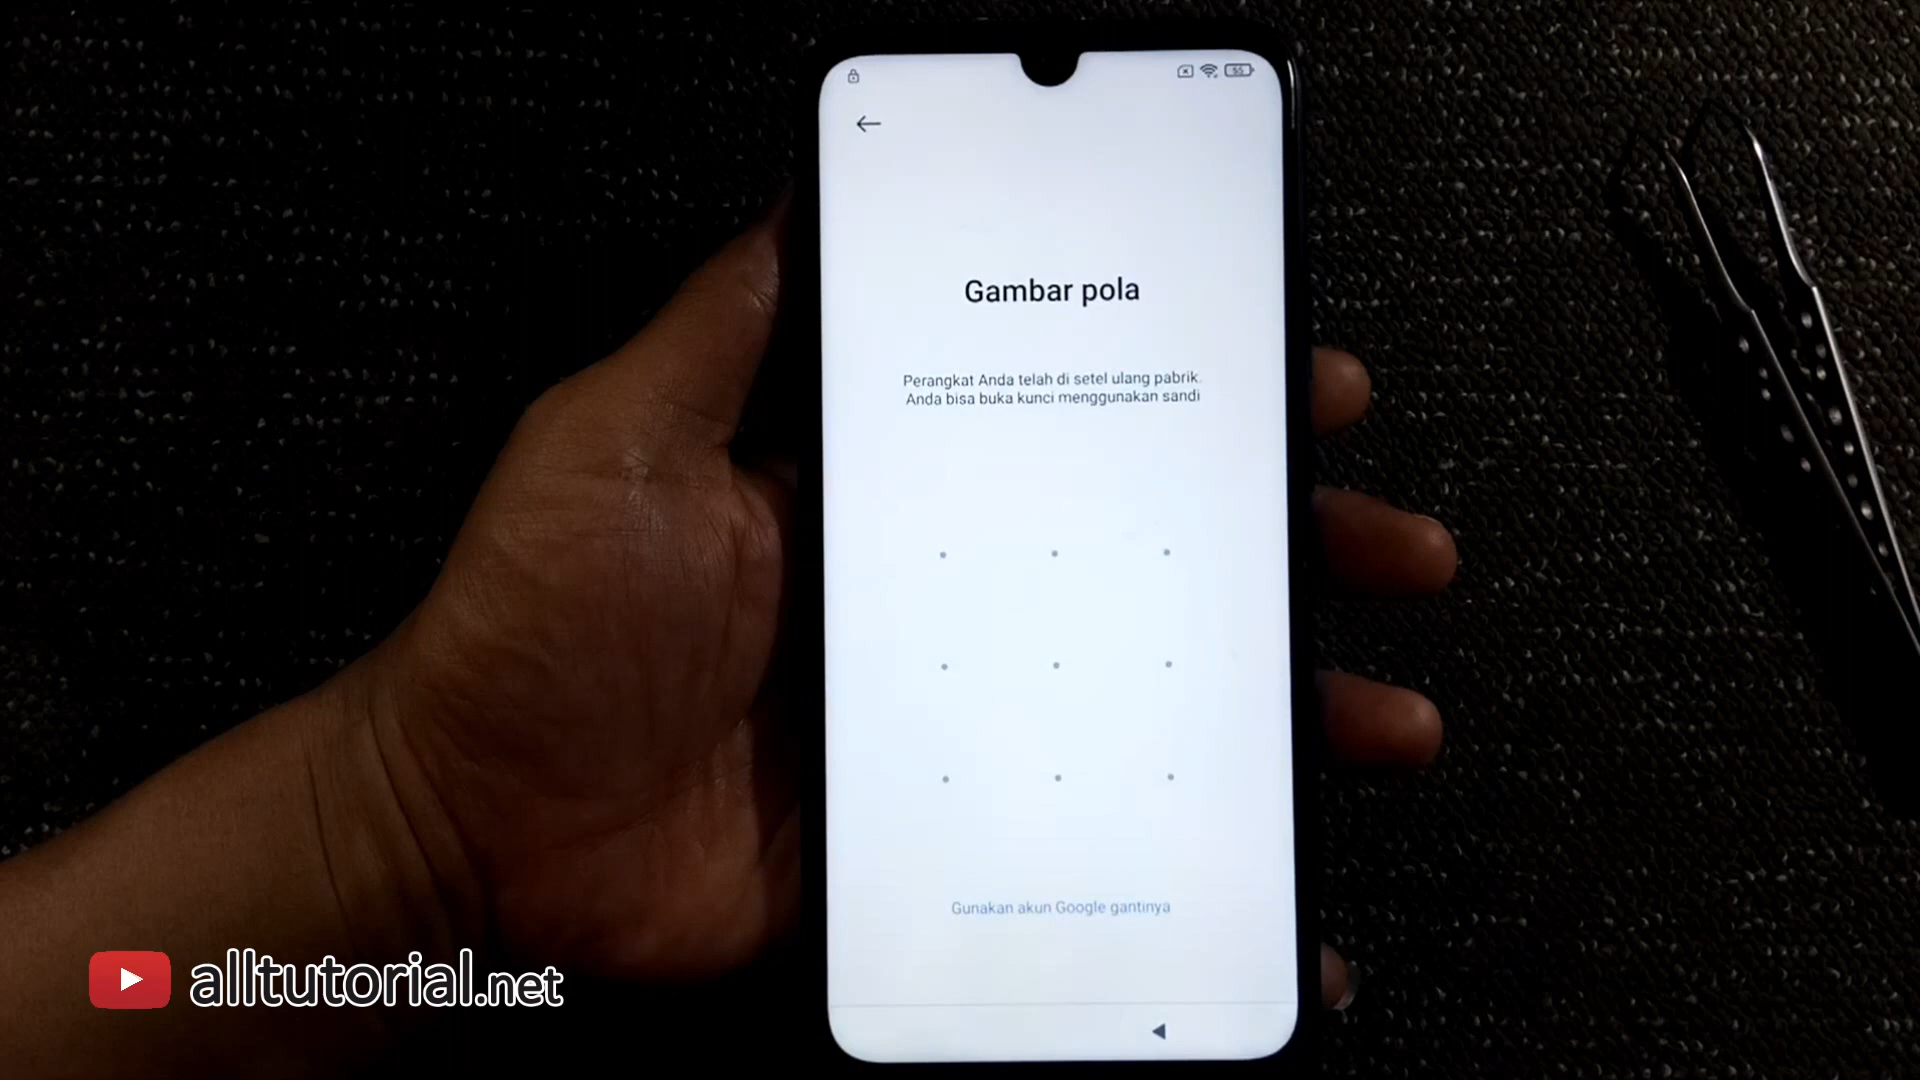 55
Gambar pola
Perangkat Anda telah di setel ulang pabrik.
Anda bisa buka kunci menggunakan sandi
Gunakan akun Google gantinya
alltutorial.net